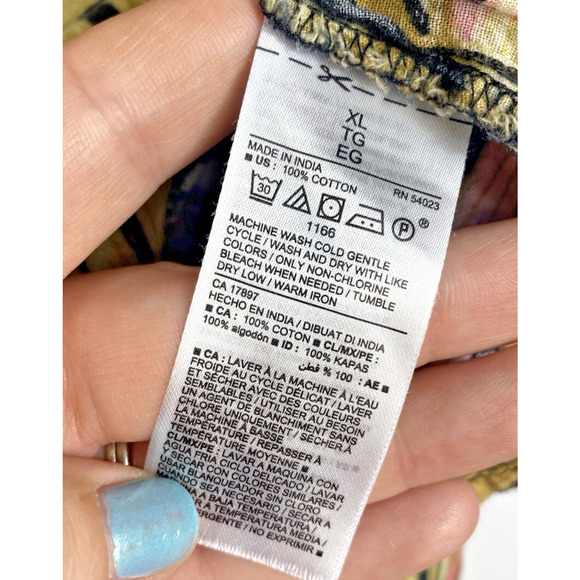 XL
TG
EG
MADE IN INDIA RN 54023
■ US : 100% COTTON
30 P ®
1166
MACHINE WASH COLD GENTLE
CYCLE / WASH AND DRY WITH LIKE
COLORS / ONLY NON-CHLORINE
BLEACH WHEN NEEDED / TUMBLE
DRY LOW / WARM IRON
CA 17897
HECHO EN INDIA / DIBUAT DI INDIA
■ CA : 100% COTON ■ CL/MX/PE :
100% algodón ■ ID : 100% KAPAS
■ AE : 100 % قطن
■ CA : LAVER À LA MACHINE À L'EAU
FROIDE AU CYCLE DÉLICAT / LAVER
ET SÉCHER AVEC DES COULEURS
SEMBLABLES / UTILISER AU BESOIN
UN AGENT DE BLANCHIMENT SANS
CHLORE UNIQUEMENT / SÉCHER À
LA MACHINE À BASSE
TEMPÉRATURE / REPASSER À
TEMPÉRATURE MOYENNE ■
CL/MX/PE : LAVAR A MAQUINA CON
AGUA FRIA CICLO DELICADO / LAVAR
SECAR CON COLORES SIMILARES /
USAR BLANQUEADOR SIN CLORO
CUANDO SEA NECESARIO / SECAR
A BAJA TEMPERATURA /
A TEMPERATURA MEDIA /
NO EXPRIMIR